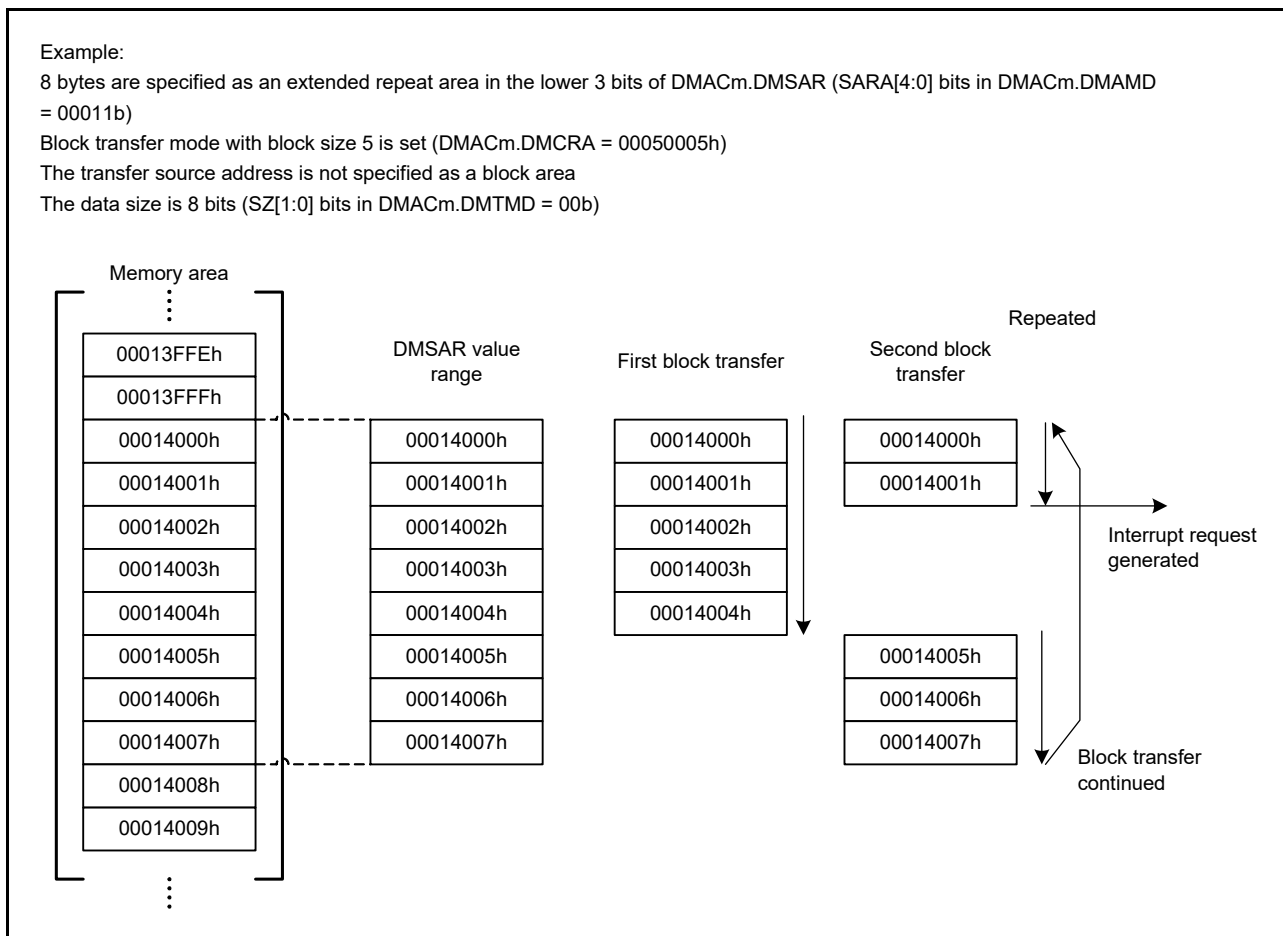 Example:
8 bytes are specified as an extended repeat area in the lower 3 bits of DMACm.DMSAR (SARA[4:0] bits in DMACm.DMAMD
= 00011b)
Block transfer mode with block size 5 is set (DMACm.DMCRA = 00050005h)
The transfer source address is not specified as a block area
The data size is 8 bits (SZ[1:0] bits in DMACm.DMTMD = 00b)
Memory area
00013FFEh
00013FFFh
00014000h
00014001h
00014002h
00014003h
00014004h
00014005h
00014006h
00014007h
00014008h
00014009h
DMSAR value
range
00014000h
00014001h
00014002h
00014003h
00014004h
00014005h
00014006h
00014007h
First block transfer
00014000h
00014001h
00014002h
00014003h
00014004h
Second block
transfer
00014000h
00014001h
00014005h
00014006h
00014007h
Repeated
Interrupt request
generated
Block transfer
continued